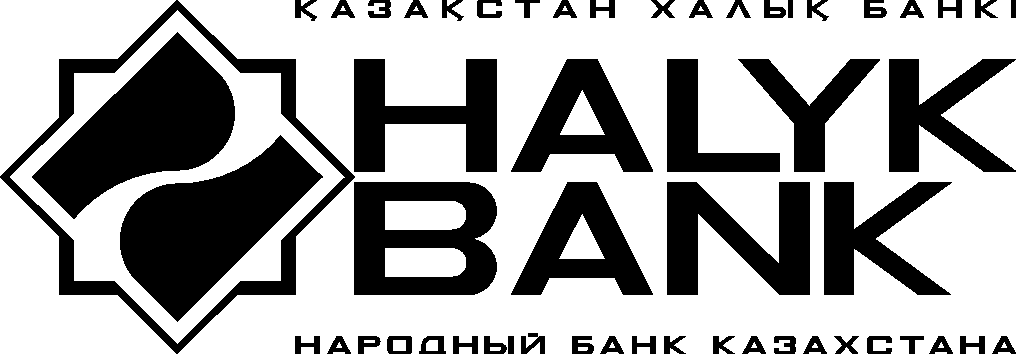 ҚАЗАҚСТАН ХАЛЫҚ БАНКІ
HALYK
BANK
НАРОДНЫЙ БАНК КАЗАХСТАНА